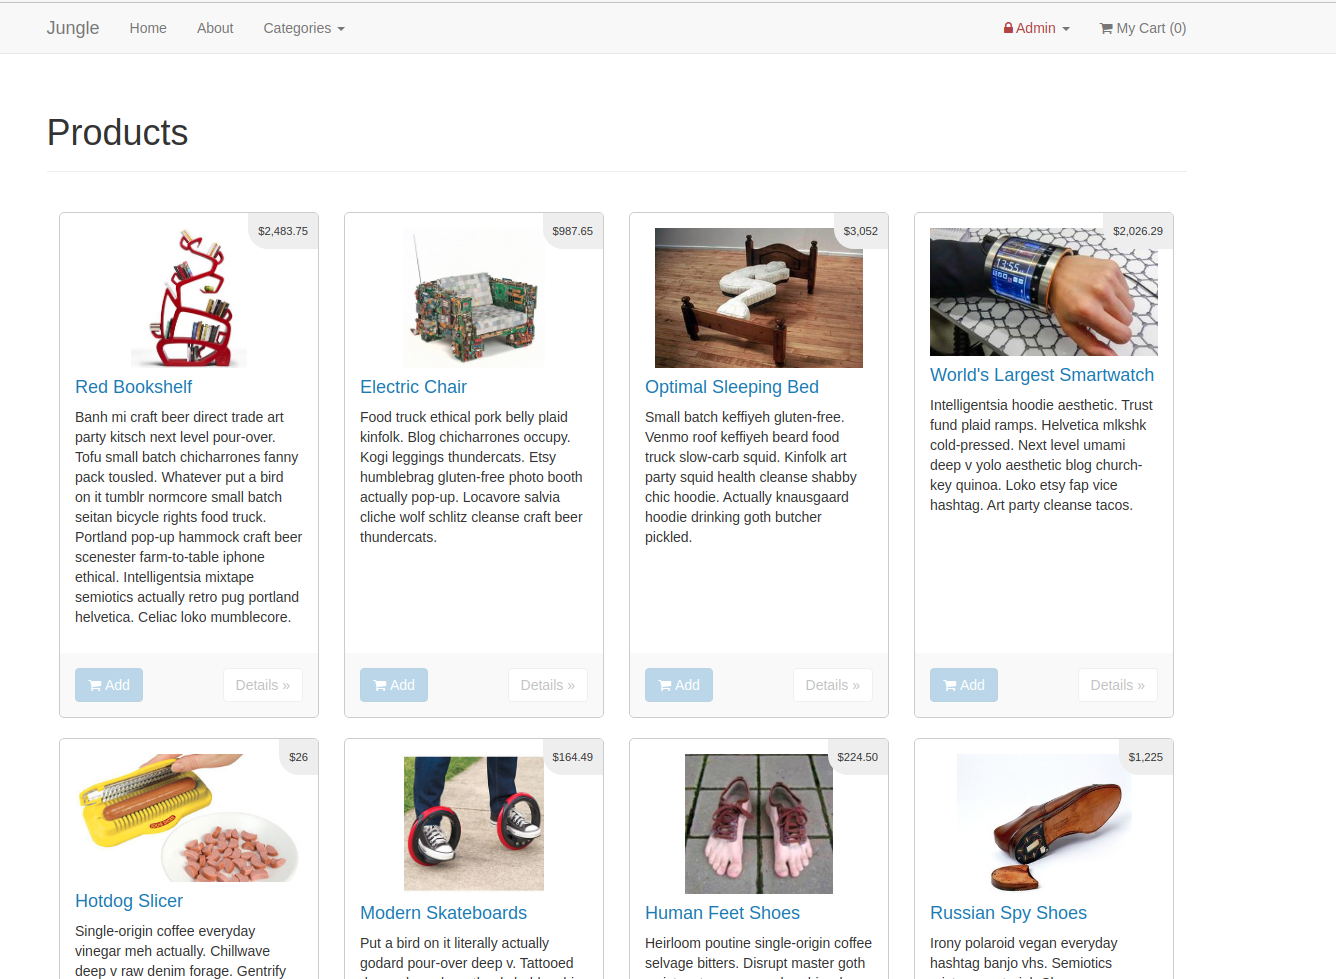 Jungle Home About Categories Admin My Cart (0)
Products
$2,483.75
Red Bookshelf
Banh mi craft beer direct trade art
party kitsch next level pour-over.
Tofu small batch chicharrones fanny
pack tousled. Whatever put a bird
on it tumblr normcore small batch
seitan bicycle rights food truck.
Portland pop-up hammock craft beer
scenester farm-to-table iphone
ethical. Intelligentsia mixtape
semiotics actually retro pug portland
helvetica. Celiac loko mumblecore.
Add Details »
$987.65
Electric Chair
Food truck ethical pork belly plaid
kinfolk. Blog chicharrones occupy.
Kogi leggings thundercats. Etsy
humblebrag gluten-free photo booth
actually pop-up. Locavore salvia
cliche wolf schlitz cleanse craft beer
thundercats.
Add Details »
$3,052
Optimal Sleeping Bed
Small batch keffiyeh gluten-free.
Venmo roof keffiyeh beard food
truck slow-carb squid. Kinfolk art
party squid health cleanse shabby
chic hoodie. Actually knausgaard
hoodie drinking goth butcher
pickled.
Add Details »
$2,026.29
13:55
World's Largest Smartwatch
Intelligentsia hoodie aesthetic. Trust
fund plaid ramps. Helvetica mlkshk
cold-pressed. Next level umami
deep v yolo aesthetic blog church-
key quinoa. Loko etsy fap vice
hashtag. Art party cleanse tacos.
Add Details »
$26
Hotdog Slicer
Single-origin coffee everyday
vinegar meh actually. Chillwave
deep v raw denim forage. Gentrify
$164.49
Modern Skateboards
Put a bird on it literally actually
godard pour-over deep v. Tattooed
$224.50
Human Feet Shoes
Heirloom poutine single-origin coffee
selvage bitters. Disrupt master goth
$1,225
Russian Spy Shoes
Irony polaroid vegan everyday
hashtag banjo vhs. Semiotics